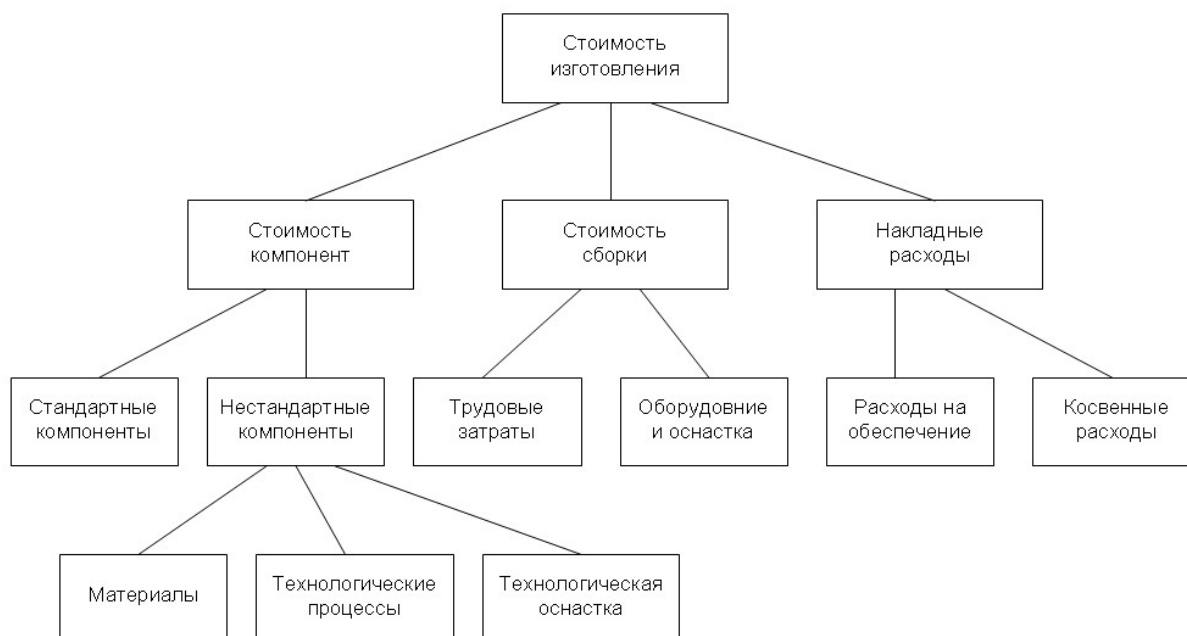 Стоимость
изготовления
Стоимость
компонент
Стоимость
сборки
Накладные
расходы
Стандартные
компоненты
Нестандартные
компоненты
Трудовые
затраты
Оборудовние
и оснастка
Расходы на
обеспечение
Косвенные
расходы
Материалы
Технологические
процессы
Технологическая
оснастка